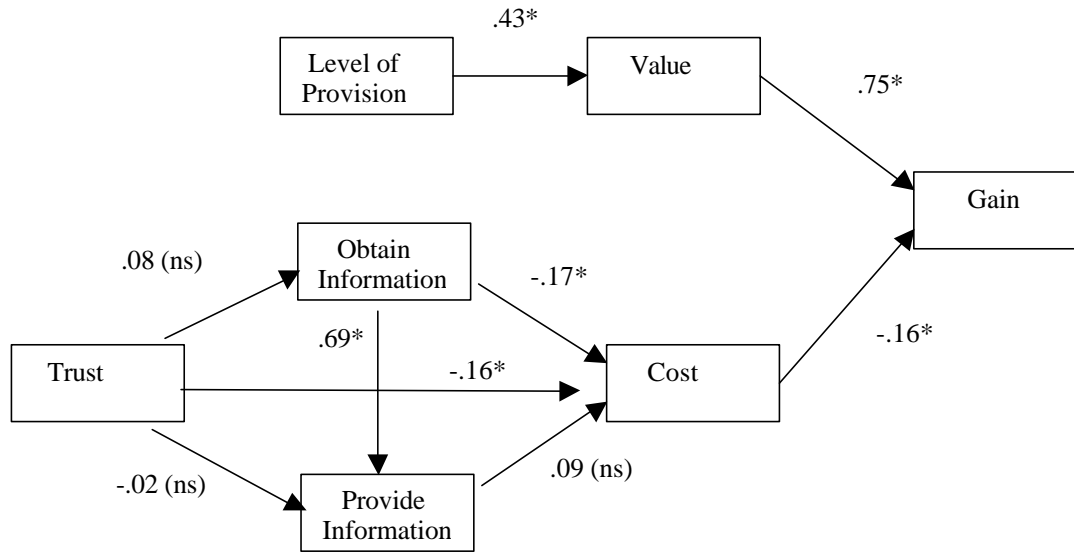 .43*
Level of
Provision
Value
.75*
Gain
Obtain
Information
.08 (ns)
-.17*
.69*
-.16*
-.16*
Trust
Cost
-.02 (ns)
.09 (ns)
Provide
Information